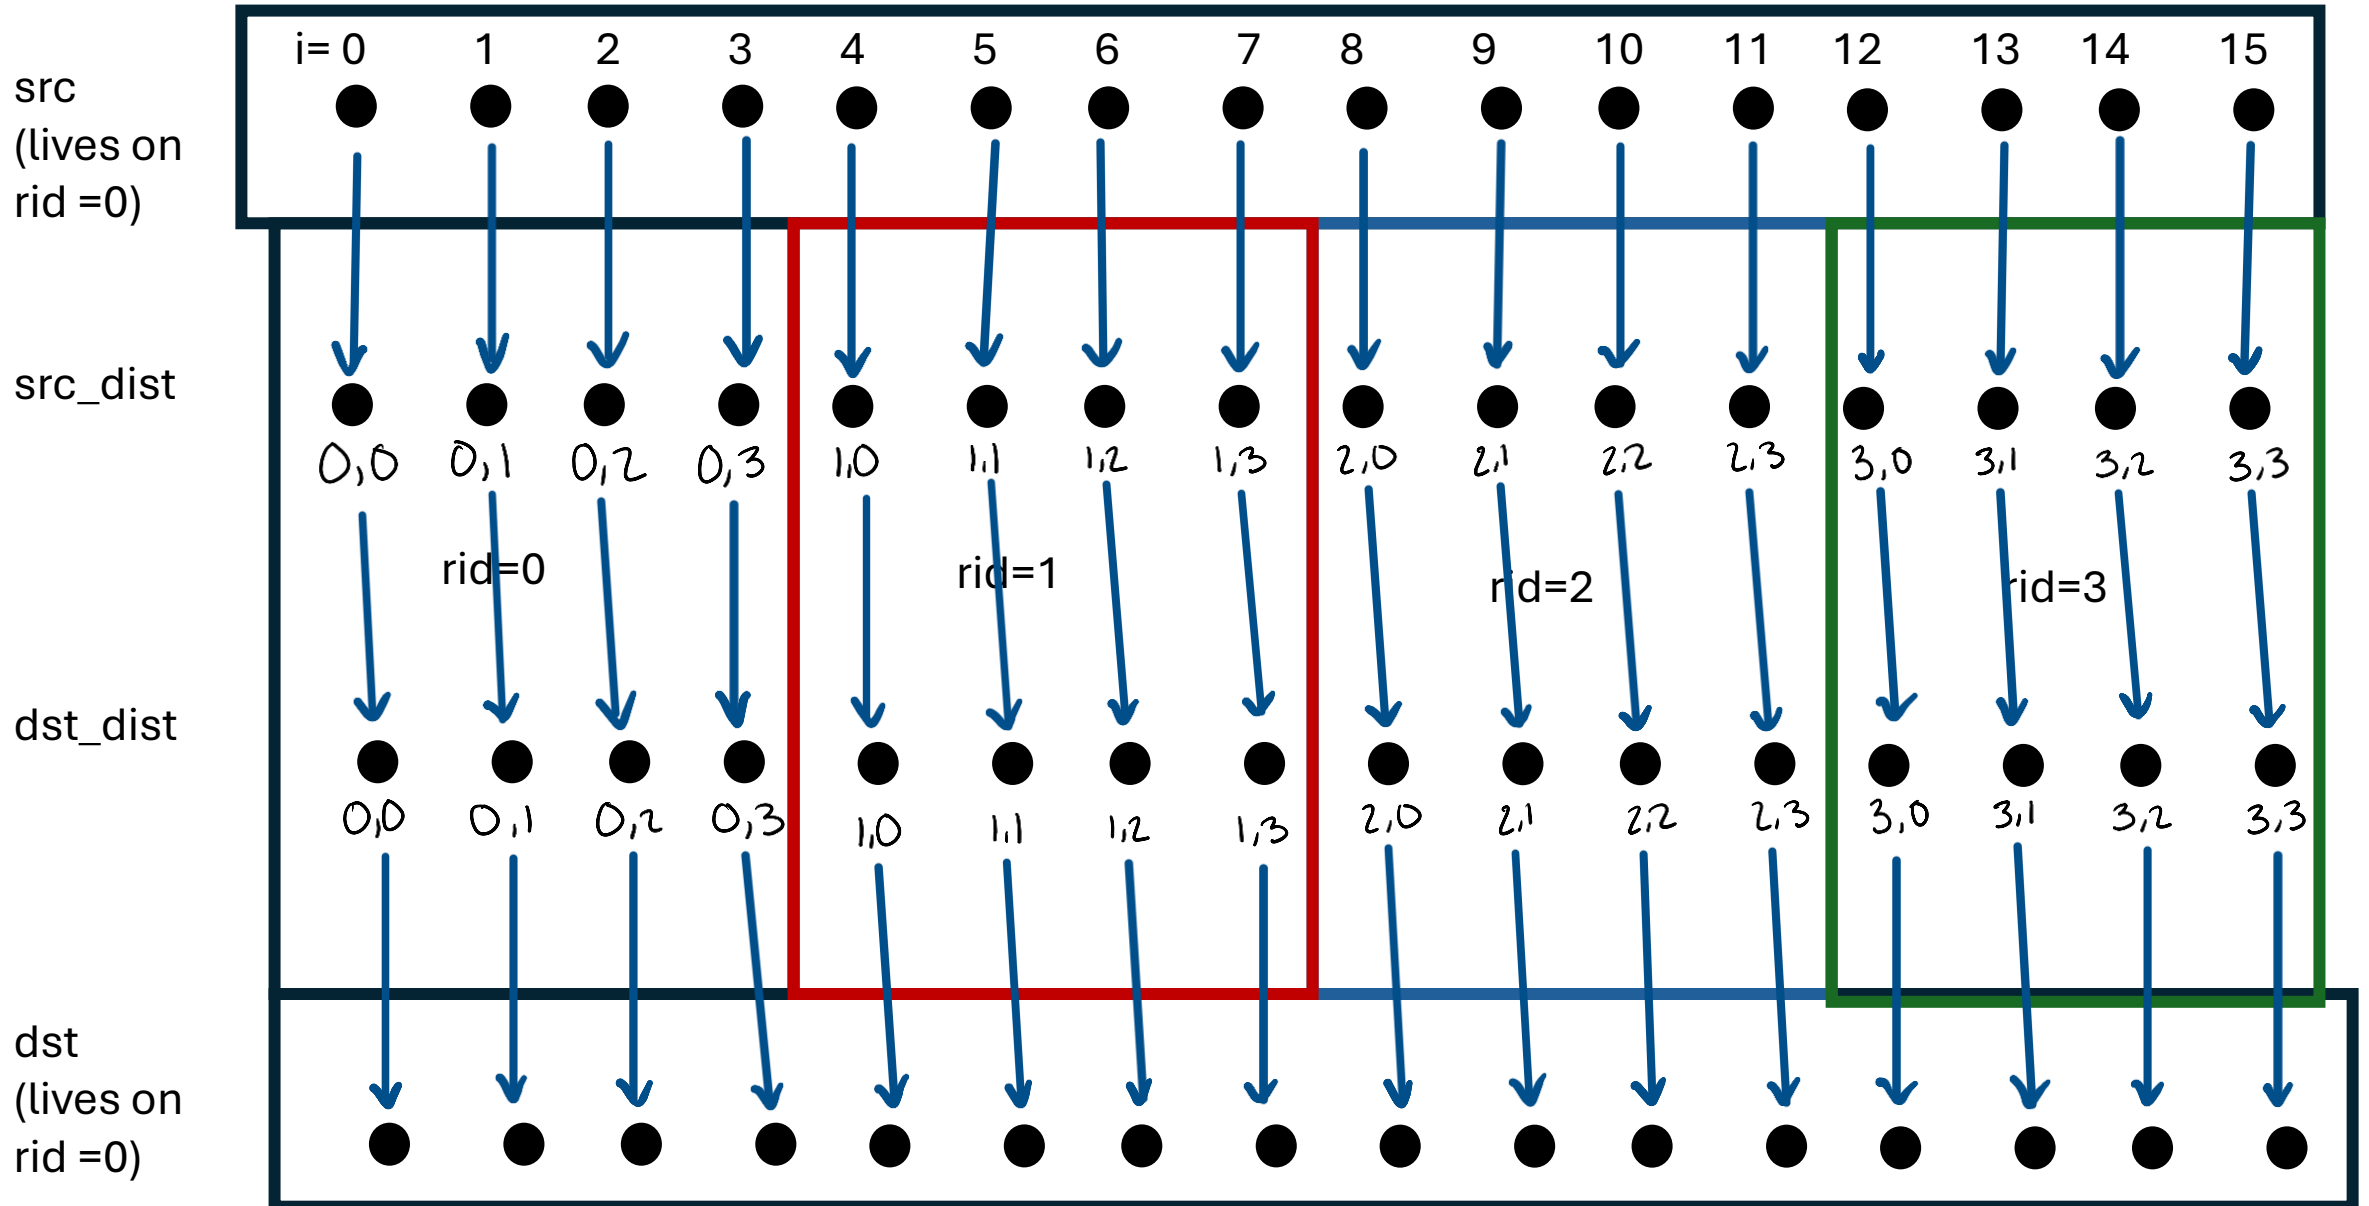 i= 0 1 2 3 4 5 6 7 8 9 10 11 12 13 14 15
src
(lives on
rid =0)
src_dist
0,0 0,1 0,2 0,3 1,0 1,1 1,2 1,3 2,0 2,1 2,2 2,3 3,0 3,1 3,2 3,3
rid=0 rid=1 rid=2 rid=3
dst_dist
0,0 0,1 0,2 0,3 1,0 1,1 1,2 1,3 2,0 2,1 2,2 2,3 3,0 3,1 3,2 3,3
dst
(lives on
rid =0)